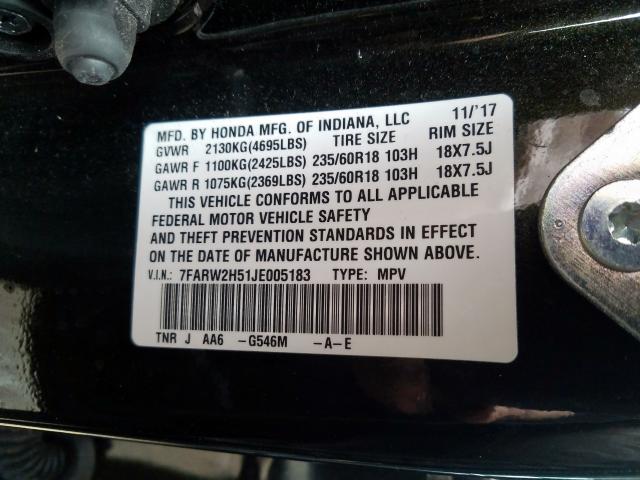 MFD. BY HONDA MFG. OF INDIANA, LLC 11/'17
GVWR 2130KG(4695LBS) TIRE SIZE RIM SIZE
GAWR F 1100KG(2425LBS) 235/60R18 103H 18X7.5J
GAWR R 1075KG(2369LBS) 235/60R18 103H 18X7.5J
THIS VEHICLE CONFORMS TO ALL APPLICABLE
FEDERAL MOTOR VEHICLE SAFETY
AND THEFT PREVENTION STANDARDS IN EFFECT
ON THE DATE OF MANUFACTURE SHOWN ABOVE.
V.I.N.: 7FARW2H51JE005183 TYPE: MPV
TNR J AA6 -G546M -A-E